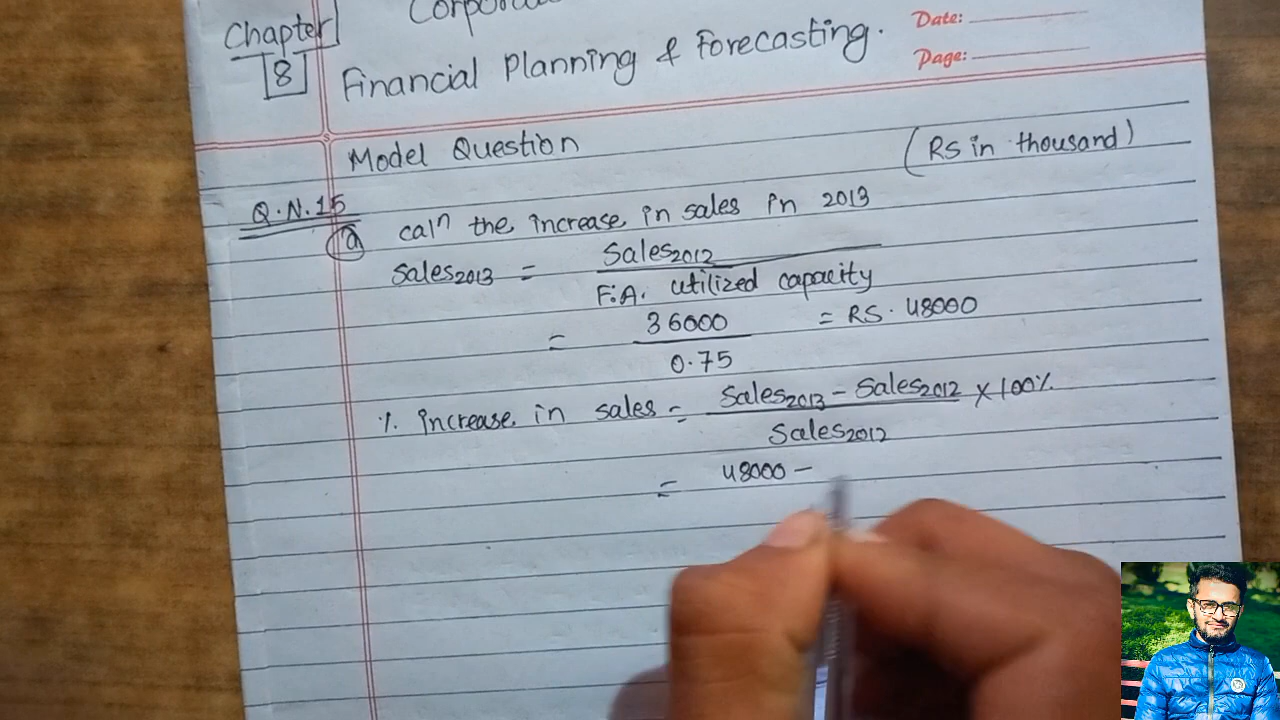 Chapter
8
Financial Planning & Forecasting.
Date:
Page:
Model Question
(RS in thousand)
Q.N.15
a calⁿ the increase in sales in 2013
Sales₂₀₁₃ = Sales₂₀₁₂
F.A. utilized capacity
= 36000 = RS. 48000
0.75
% increase in sales = Sales₂₀₁₃ - Sales₂₀₁₂ × 100%
Sales₂₀₁₂
= 48000 -